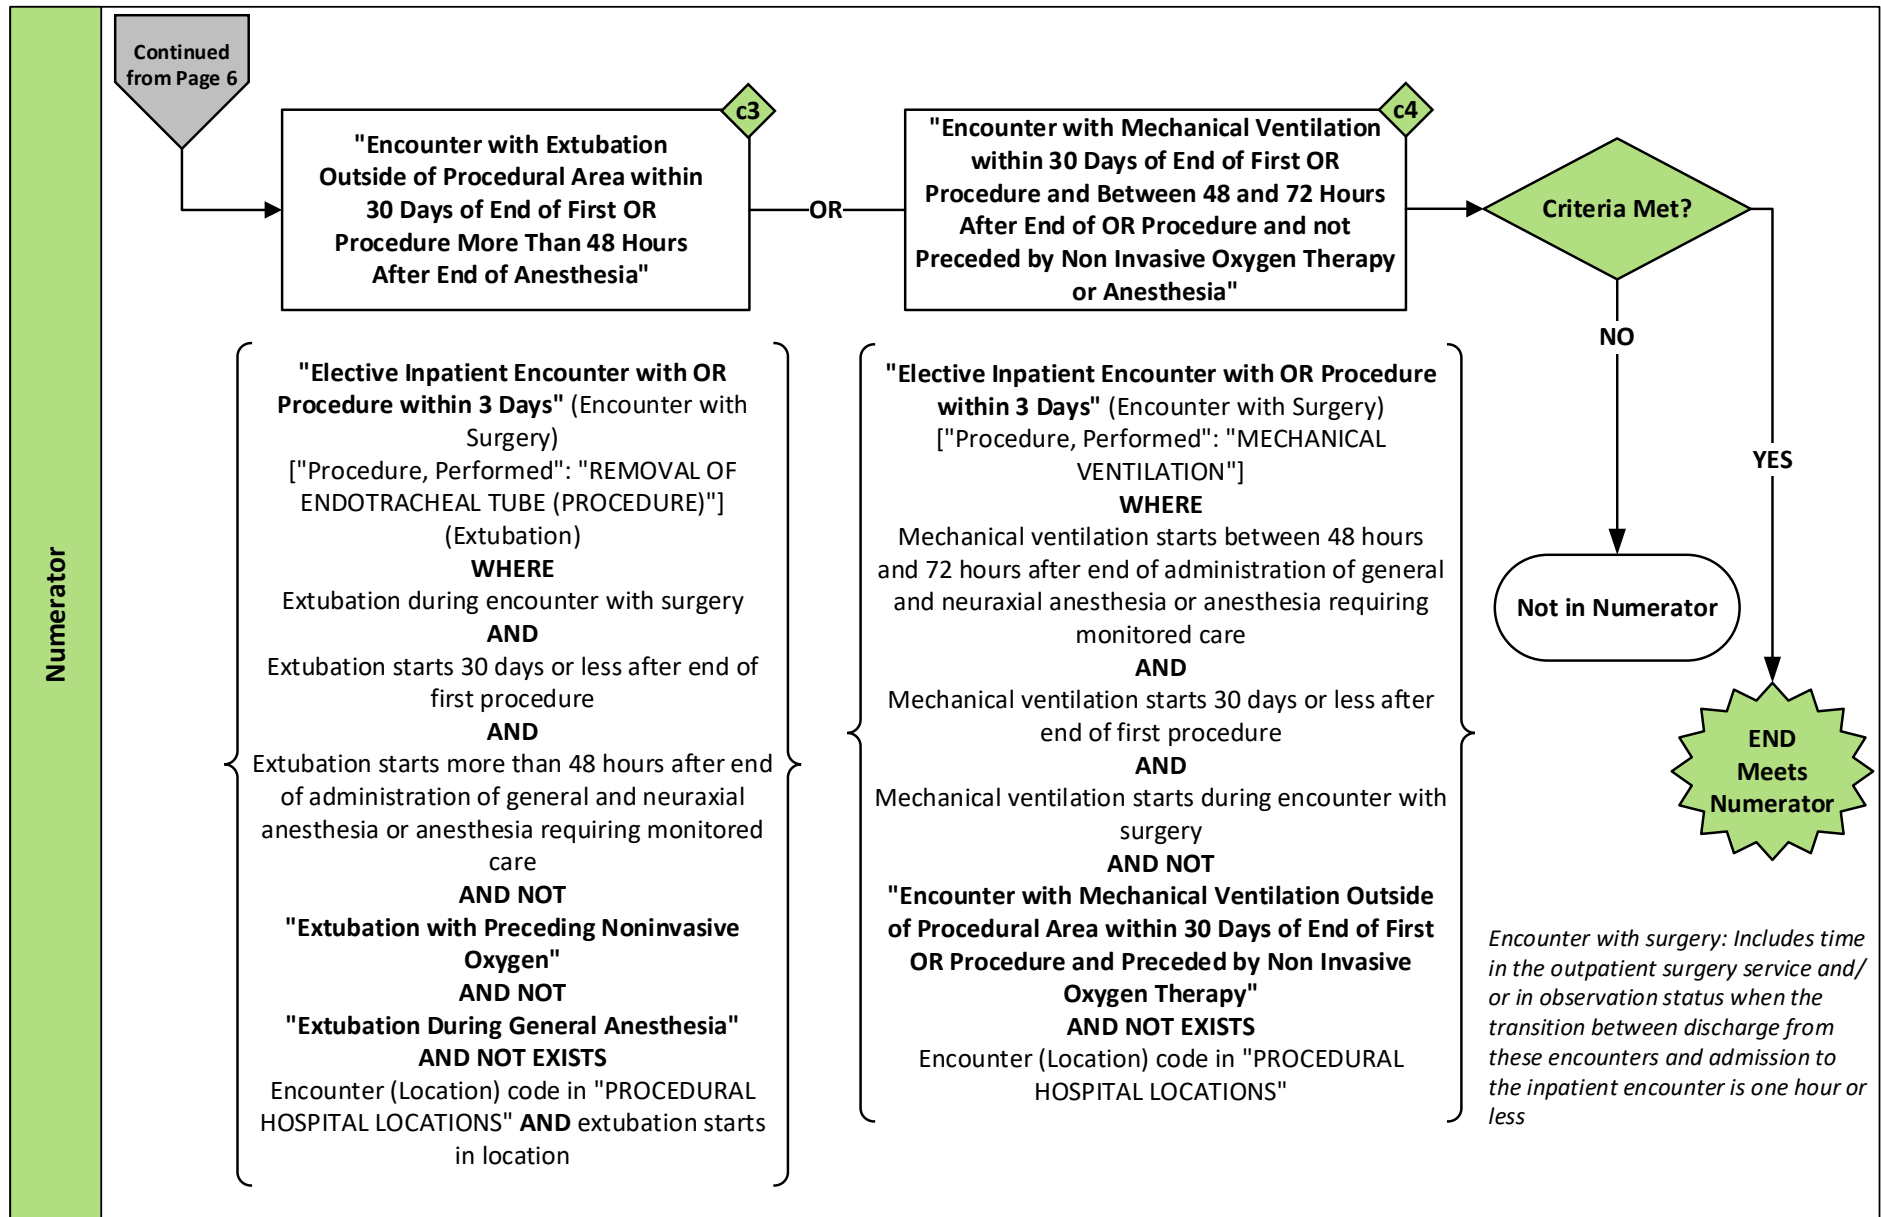 Numerator
Continued
from Page 6
c3
"Encounter with Extubation
Outside of Procedural Area within
30 Days of End of First OR
Procedure More Than 48 Hours
After End of Anesthesia"
OR
c4
"Encounter with Mechanical Ventilation
within 30 Days of End of First OR
Procedure and Between 48 and 72 Hours
After End of OR Procedure and not
Preceded by Non Invasive Oxygen Therapy
or Anesthesia"
Criteria Met?
NO
YES
Not in Numerator
END
Meets
Numerator
"Elective Inpatient Encounter with OR
Procedure within 3 Days" (Encounter with
Surgery)
["Procedure, Performed": "REMOVAL OF
ENDOTRACHEAL TUBE (PROCEDURE)"]
(Extubation)
WHERE
Extubation during encounter with surgery
AND
Extubation starts 30 days or less after end of
first procedure
AND
Extubation starts more than 48 hours after end
of administration of general and neuraxial
anesthesia or anesthesia requiring monitored
care
AND NOT
"Extubation with Preceding Noninvasive
Oxygen"
AND NOT
"Extubation During General Anesthesia"
AND NOT EXISTS
Encounter (Location) code in "PROCEDURAL
HOSPITAL LOCATIONS" AND extubation starts
in location
"Elective Inpatient Encounter with OR Procedure
within 3 Days" (Encounter with Surgery)
["Procedure, Performed": "MECHANICAL
VENTILATION"]
WHERE
Mechanical ventilation starts between 48 hours
and 72 hours after end of administration of general
and neuraxial anesthesia or anesthesia requiring
monitored care
AND
Mechanical ventilation starts 30 days or less after
end of first procedure
AND
Mechanical ventilation starts during encounter with
surgery
AND NOT
"Encounter with Mechanical Ventilation Outside
of Procedural Area within 30 Days of End of First
OR Procedure and Preceded by Non Invasive
Oxygen Therapy"
AND NOT EXISTS
Encounter (Location) code in "PROCEDURAL
HOSPITAL LOCATIONS"
Encounter with surgery: Includes time
in the outpatient surgery service and/
or in observation status when the
transition between discharge from
these encounters and admission to
the inpatient encounter is one hour or
less